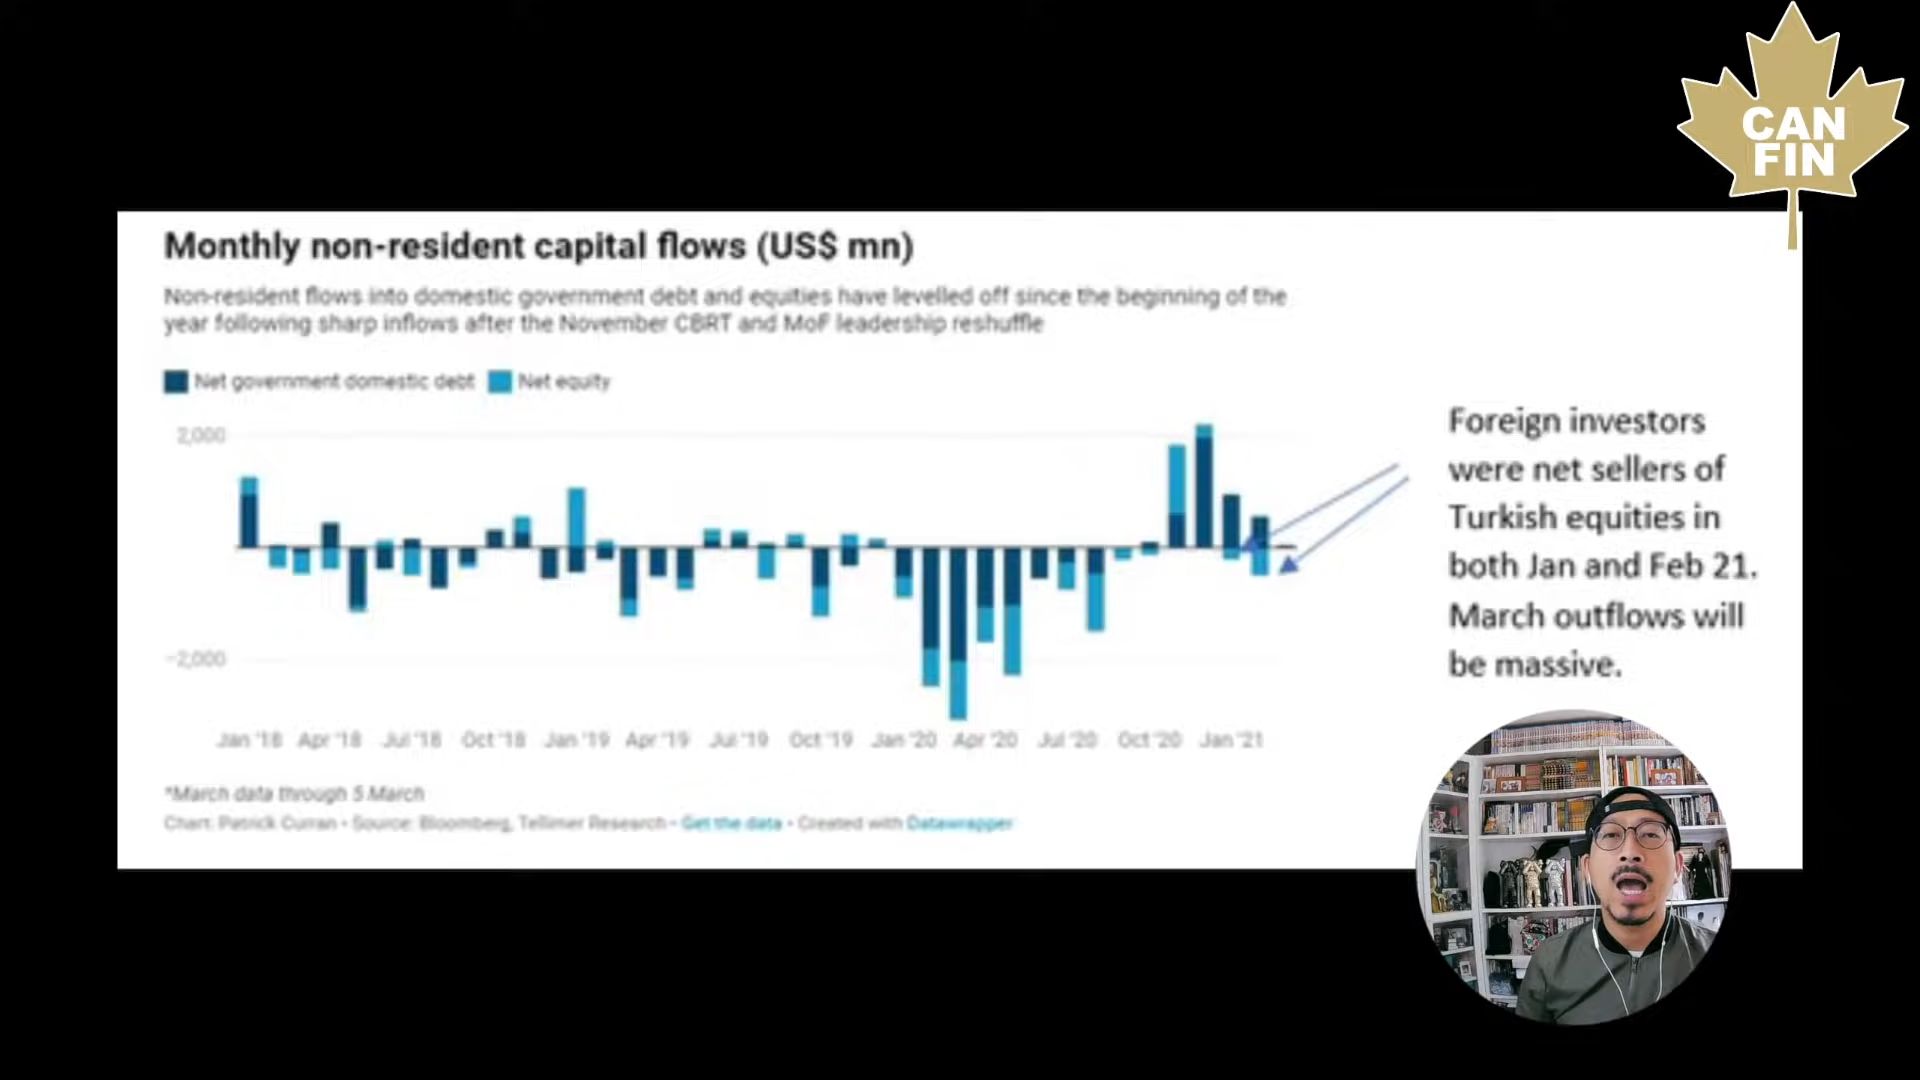 CAN
FIN
Monthly non-resident capital flows (US$ mn)
Non-resident flows into domestic government debt and equities have levelled off since the beginning of the
year following sharp inflows after the November CBRT and MoF leadership reshuffle
Net government domestic debt Net equity
2,000
-2,000
Jan '18 Apr '18 Jul '18 Oct '18 Jan '19 Apr '19 Jul '19 Oct '19 Jan '20 Apr '20 Jul '20 Oct '20 Jan '21
*March data through 5 March
Chart: Patrick Curran • Source: Bloomberg, Tellimer Research • Get the data • Created with Datawrapper
Foreign investors
were net sellers of
Turkish equities in
both Jan and Feb 21.
March outflows will
be massive.